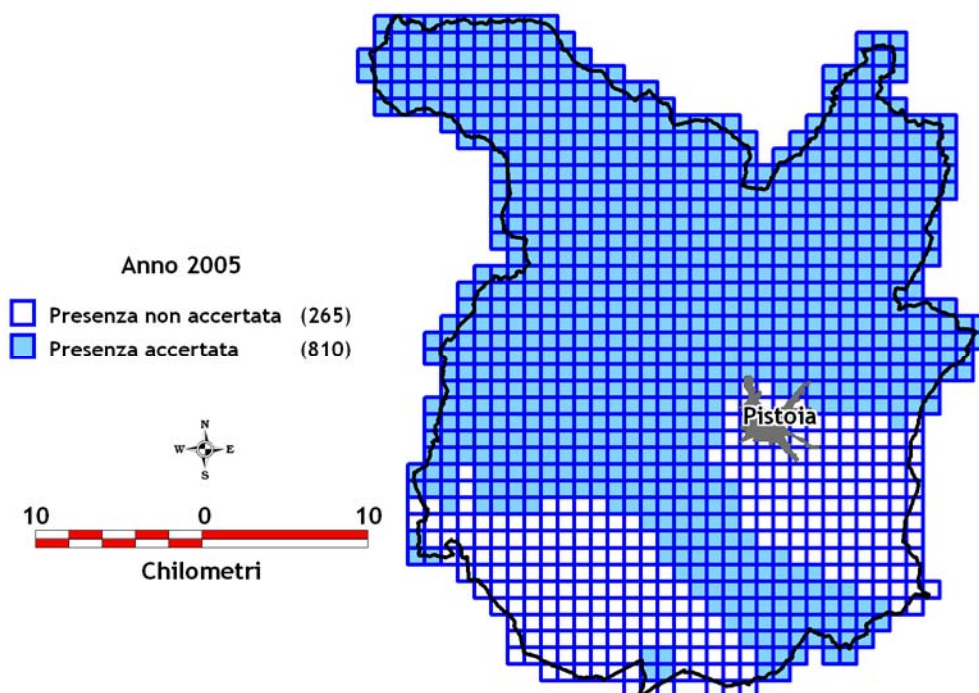 Anno 2005
Presenza non accertata (265)
Presenza accertata (810)
N
W E
S
10 0 10
Chilometri
Pistoia